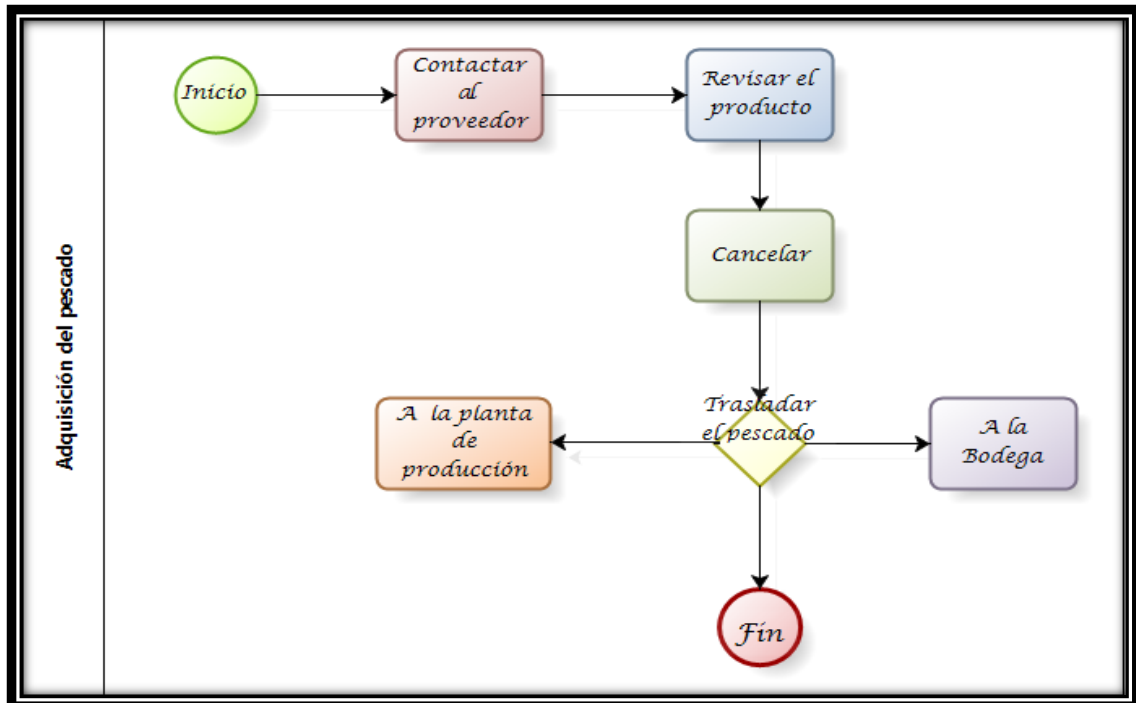 Adquisición del pescado
Inicio
Contactar
al
proveedor
Revisar el
producto
Cancelar
Trasladar
el pescado
A la planta
de
producción
A la
Bodega
Fin